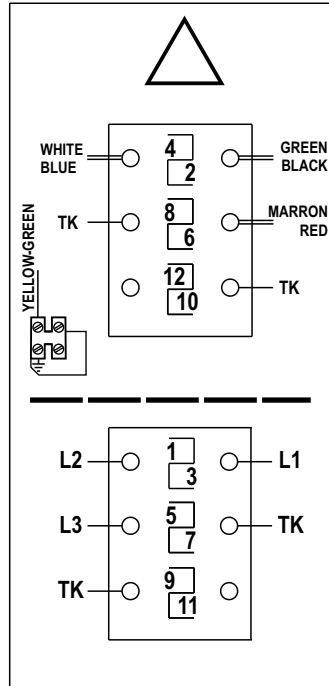 WHITE
BLUE
4
2
GREEN
BLACK
TK
8
6
MARRON
RED
12
10
TK
YELLOW-GREEN
L2
1
3
L1
L3
5
7
TK
TK
9
11